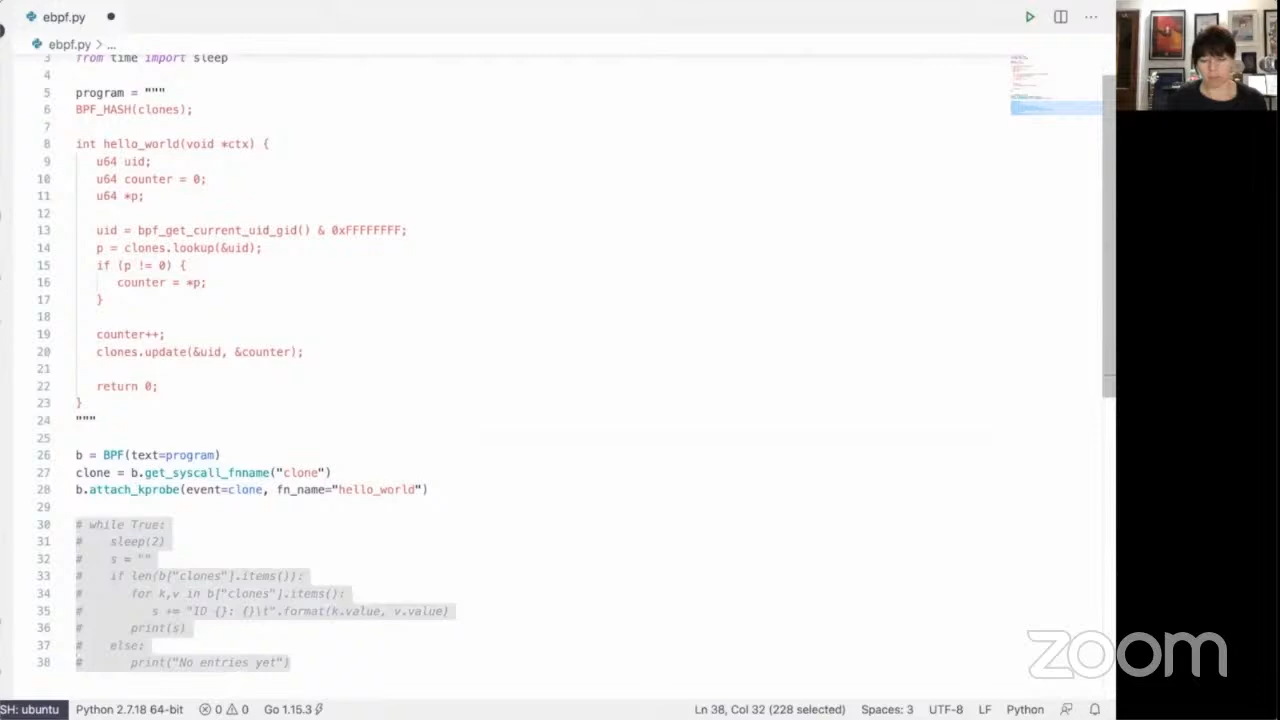 ebpf.py
ebpf.py > ...
3 from time import sleep
4
5 program = """
6 BPF_HASH(clones);
7
8 int hello_world(void *ctx) {
9 u64 uid;
10 u64 counter = 0;
11 u64 *p;
12
13 uid = bpf_get_current_uid_gid() & 0xFFFFFFFF;
14 p = clones.lookup(&uid);
15 if (p != 0) {
16 counter = *p;
17 }
18
19 counter++;
20 clones.update(&uid, &counter);
21
22 return 0;
23 }
24 """
25
26 b = BPF(text=program)
27 clone = b.get_syscall_fnname("clone")
28 b.attach_kprobe(event=clone, fn_name="hello_world")
29
30 # while True:
31 # sleep(2)
32 # s = ""
33 # if len(b["clones"].items()):
34 # for k,v in b["clones"].items():
35 # s += "ID {}: {}\t".format(k.value, v.value)
36 # print(s)
37 # else:
38 # print("No entries yet")
zoom
SH: ubuntu Python 2.7.18 64-bit 0 0 Go 1.15.3 Ln 38, Col 32 (228 selected) Spaces: 3 UTF-8 LF Python